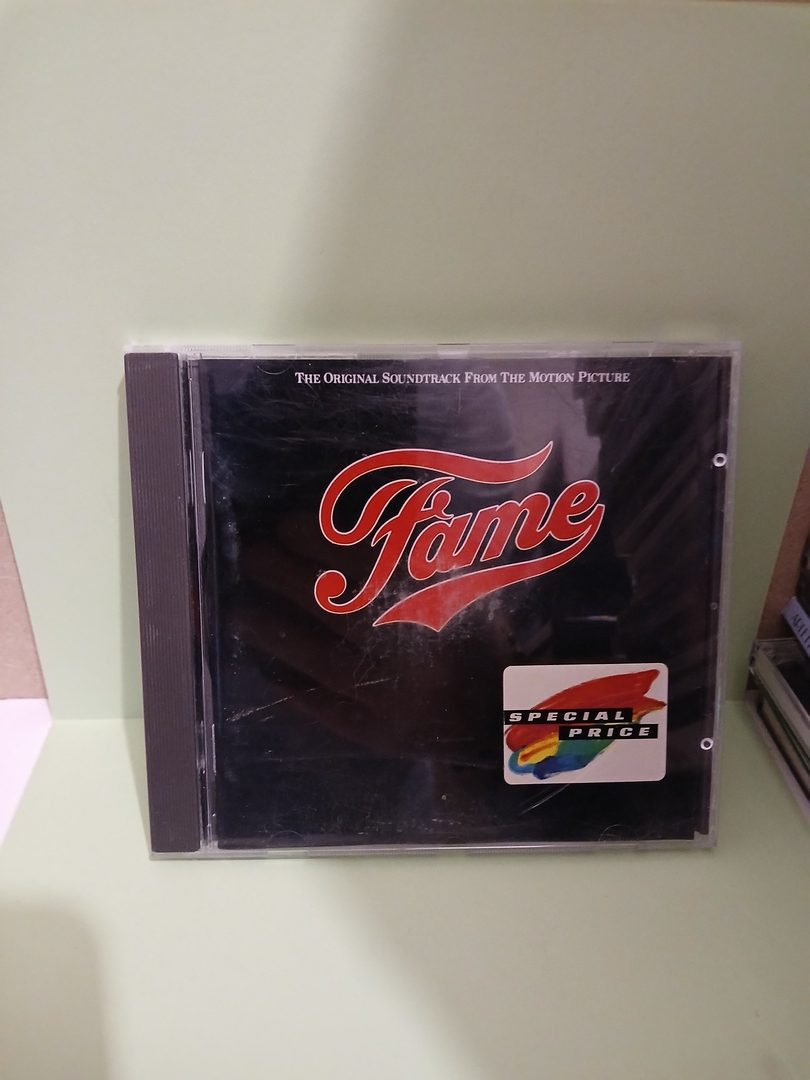 THE ORIGINAL SOUNDTRACK FROM THE MOTION PICTURE
Fame
SPECIAL
PRICE